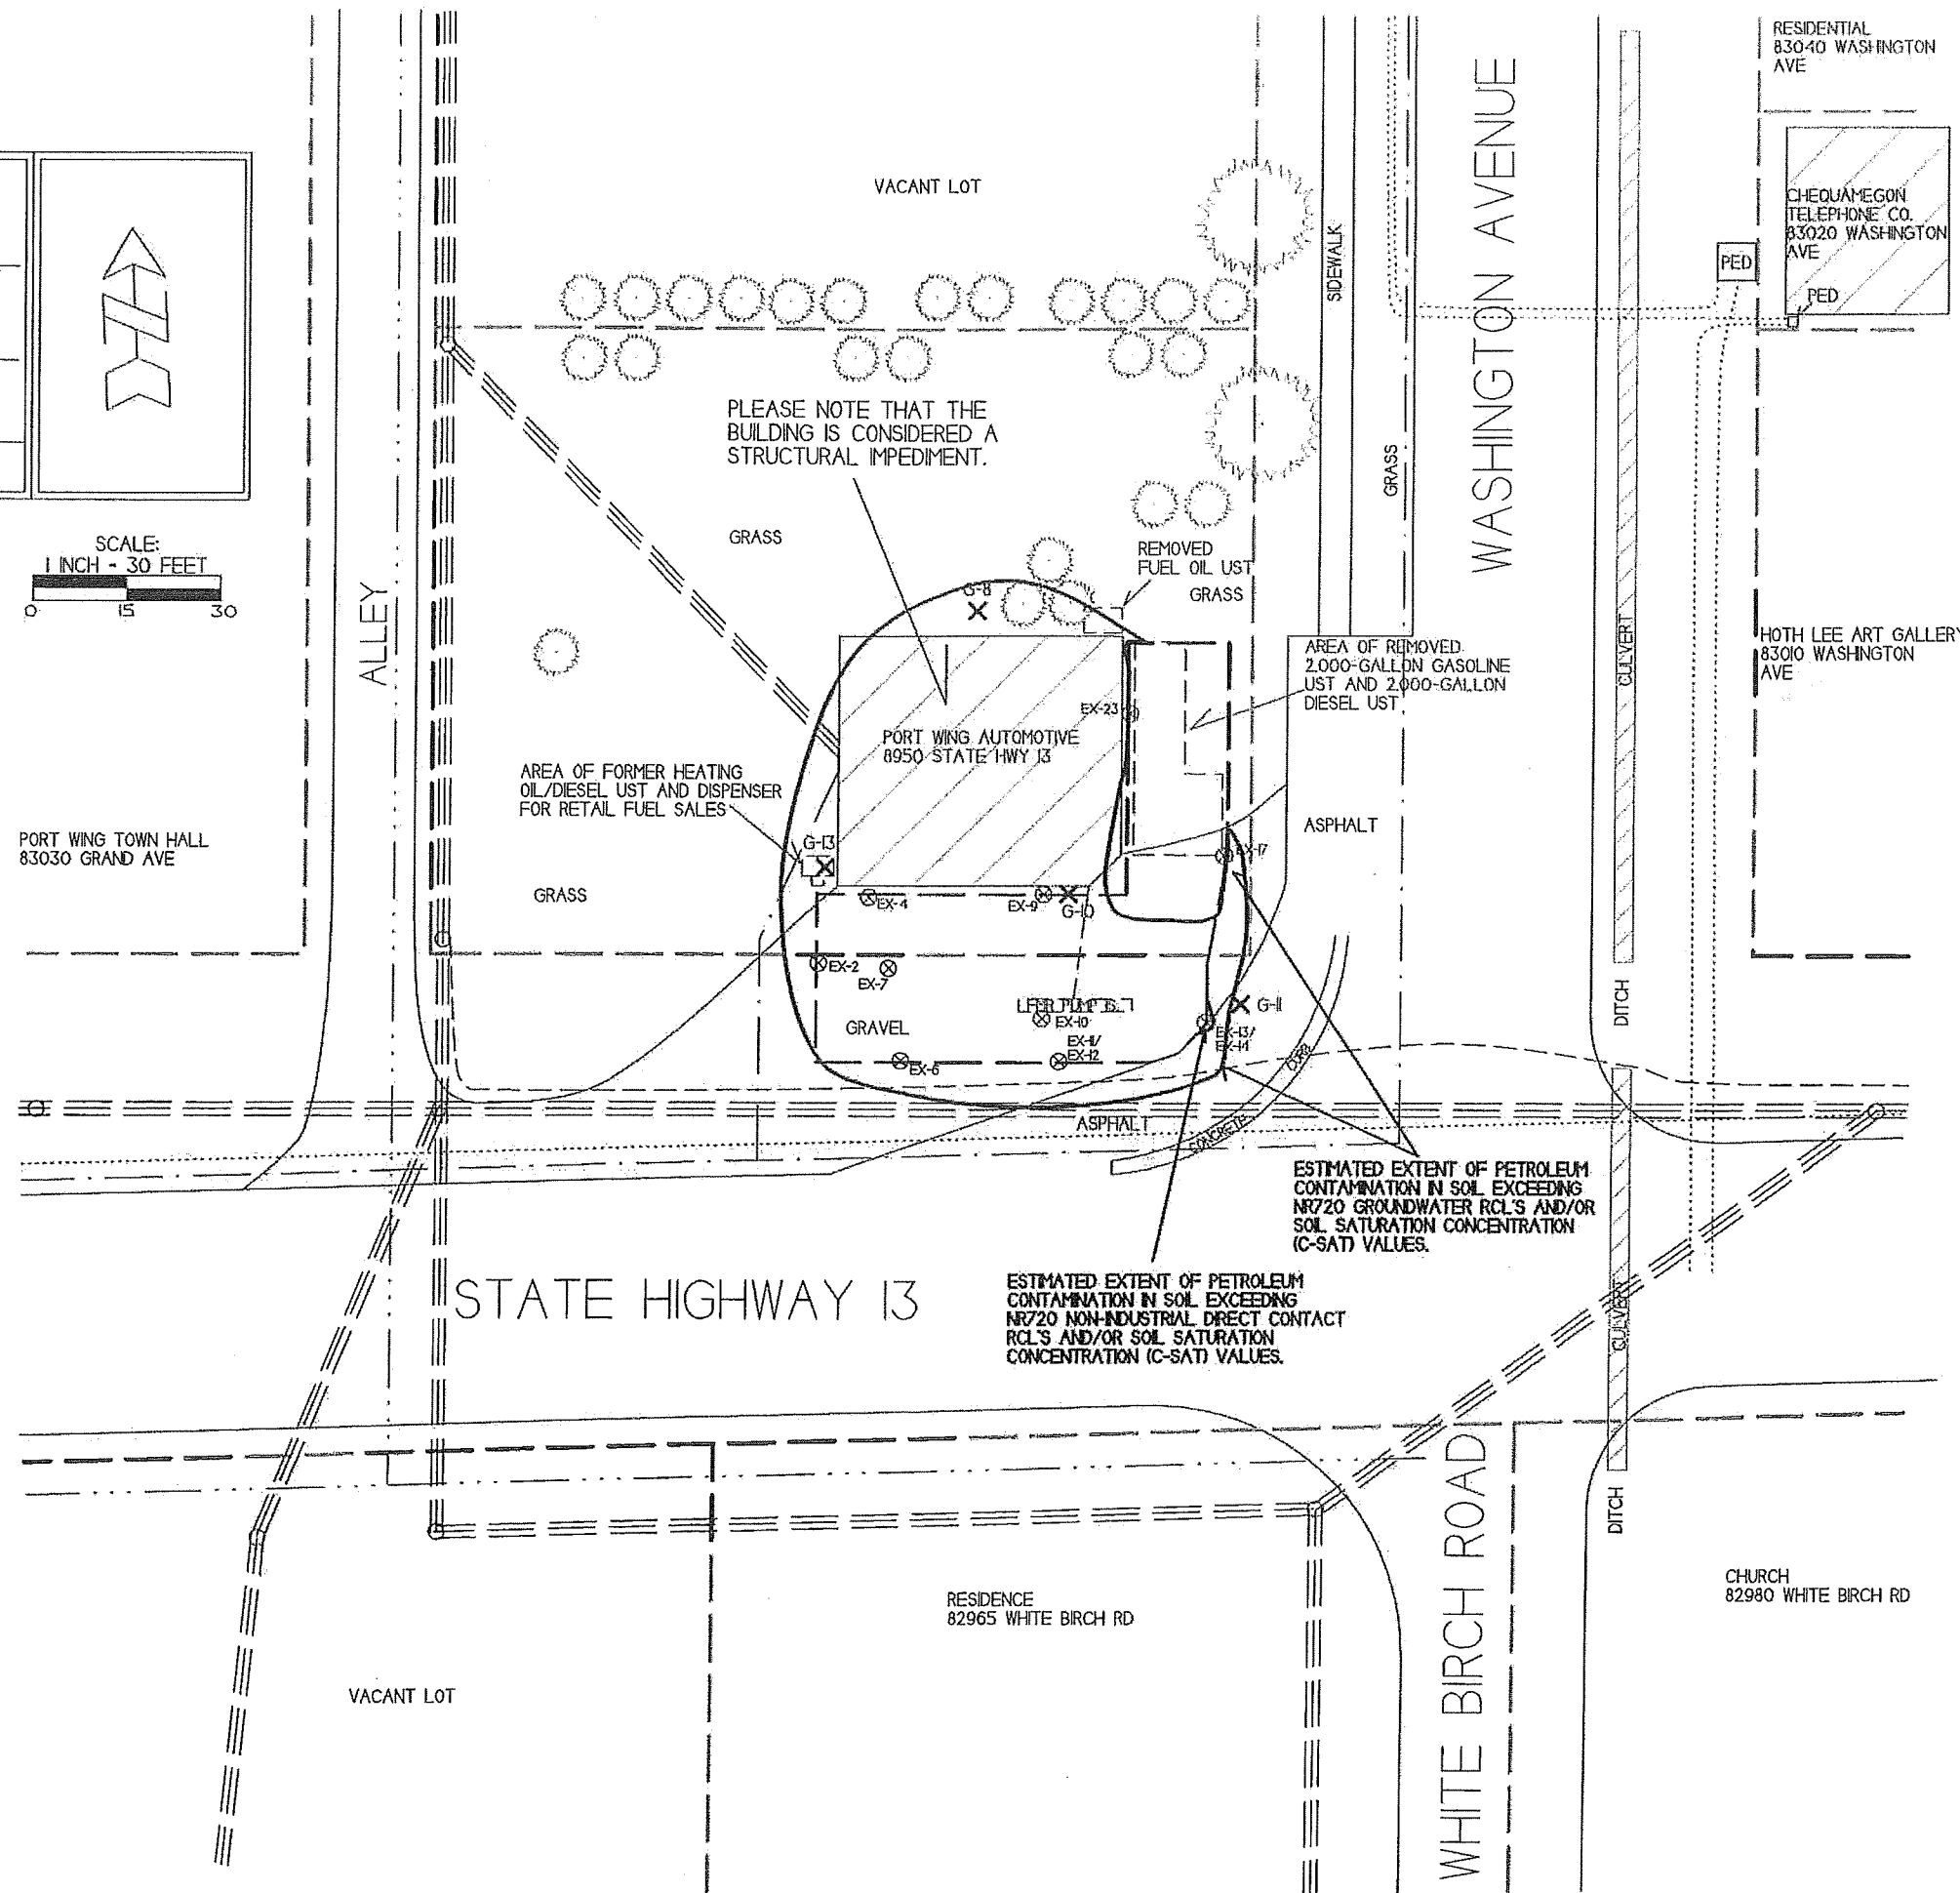 RESIDENTIAL
83040 WASHINGTON
AVE
WASHINGTON AVENUE
VACANT LOT
SIDEWALK
CHEQUAMEGON
TELEPHONE CO.
83020 WASHINGTON
AVE
PED
PED
PLEASE NOTE THAT THE
BUILDING IS CONSIDERED A
STRUCTURAL IMPEDIMENT.
GRASS
SCALE:
1 INCH - 30 FEET
0 15 30
ALLEY
GRASS
REMOVED
FUEL OIL UST
GRASS
G-8
CULVERT
HOTH LEE ART GALLERY
83010 WASHINGTON
AVE
AREA OF REMOVED
2,000-GALLON GASOLINE
UST AND 2,000-GALLON
DIESEL UST
EX-23
PORT WING AUTOMOTIVE
8950 STATE HWY 13
AREA OF FORMER HEATING
OIL/DIESEL UST AND DISPENSER
FOR RETAIL FUEL SALES
ASPHALT
PORT WING TOWN HALL
83030 GRAND AVE
G-13
EX-17
GRASS
EX-4
EX-9
G-10
EX-2
EX-7
G-11
DITCH
GRAVEL
EX-10
EX-13/
EX-14
EX-11/
EX-12
EX-6
CURB
CONCRETE
ASPHALT
ESTIMATED EXTENT OF PETROLEUM
CONTAMINATION IN SOIL EXCEEDING
NR720 GROUNDWATER RCL'S AND/OR
SOIL SATURATION CONCENTRATION
(C-SAT) VALUES.
STATE HIGHWAY 13
ESTIMATED EXTENT OF PETROLEUM
CONTAMINATION IN SOIL EXCEEDING
NR720 NON-INDUSTRIAL DIRECT CONTACT
RCL'S AND/OR SOIL SATURATION
CONCENTRATION (C-SAT) VALUES.
CULVERT
DITCH
WHITE BIRCH ROAD
RESIDENCE
82965 WHITE BIRCH RD
CHURCH
82980 WHITE BIRCH RD
VACANT LOT